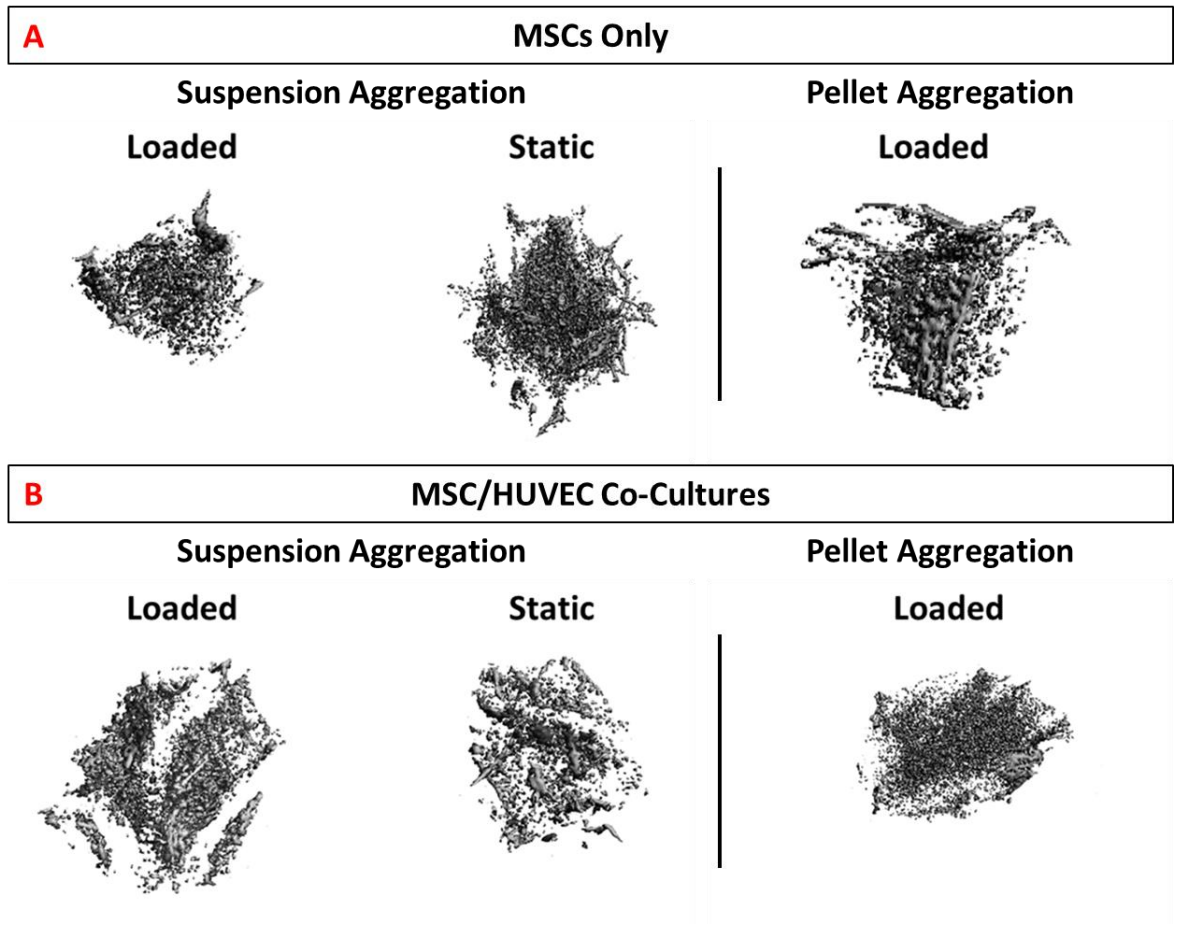 A MSCs Only
Suspension Aggregation Pellet Aggregation
Loaded Static Loaded
B MSC/HUVEC Co-Cultures
Suspension Aggregation Pellet Aggregation
Loaded Static Loaded